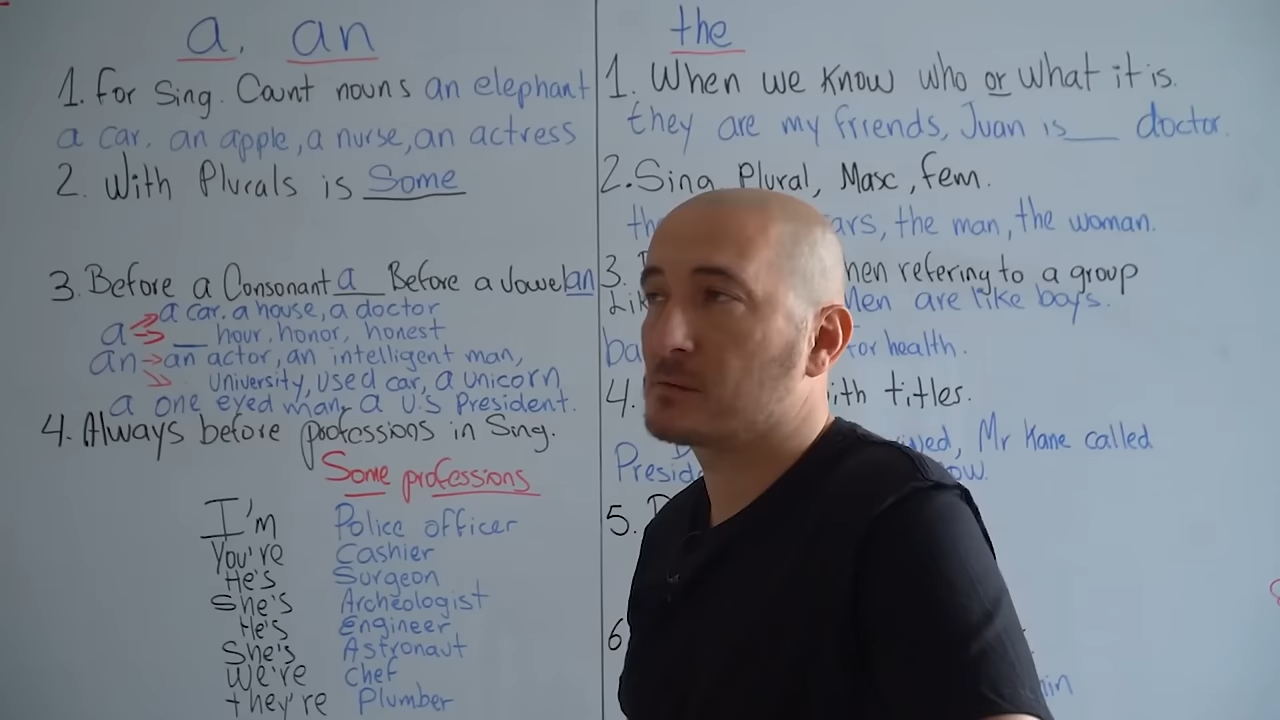 a, an
1. for Sing. Count nouns an elephant
a car, an apple, a nurse, an actress
2. With Plurals is Some
3. Before a Consonant a Before a Vowel an
a car, a house, a doctor
a __ hour, honor, honest
an an actor, an intelligent man,
University, used car, a unicorn
a one eyed man, a U.S President.
4. Always before professions in Sing.
Some professions
I'm Police officer
You're Cashier
He's Surgeon
She's Archeologist
He's Engineer
She's Astronaut
We're Chef
they're Plumber
the
1. When we know who or what it is.
they are my friends, Juan is ___ doctor.
2. Sing Plural, Masc, fem.
the man, the woman.
3. refering to a group
Men are like boys.
for health.
4. with titles.
Mr Kane called
5.
6